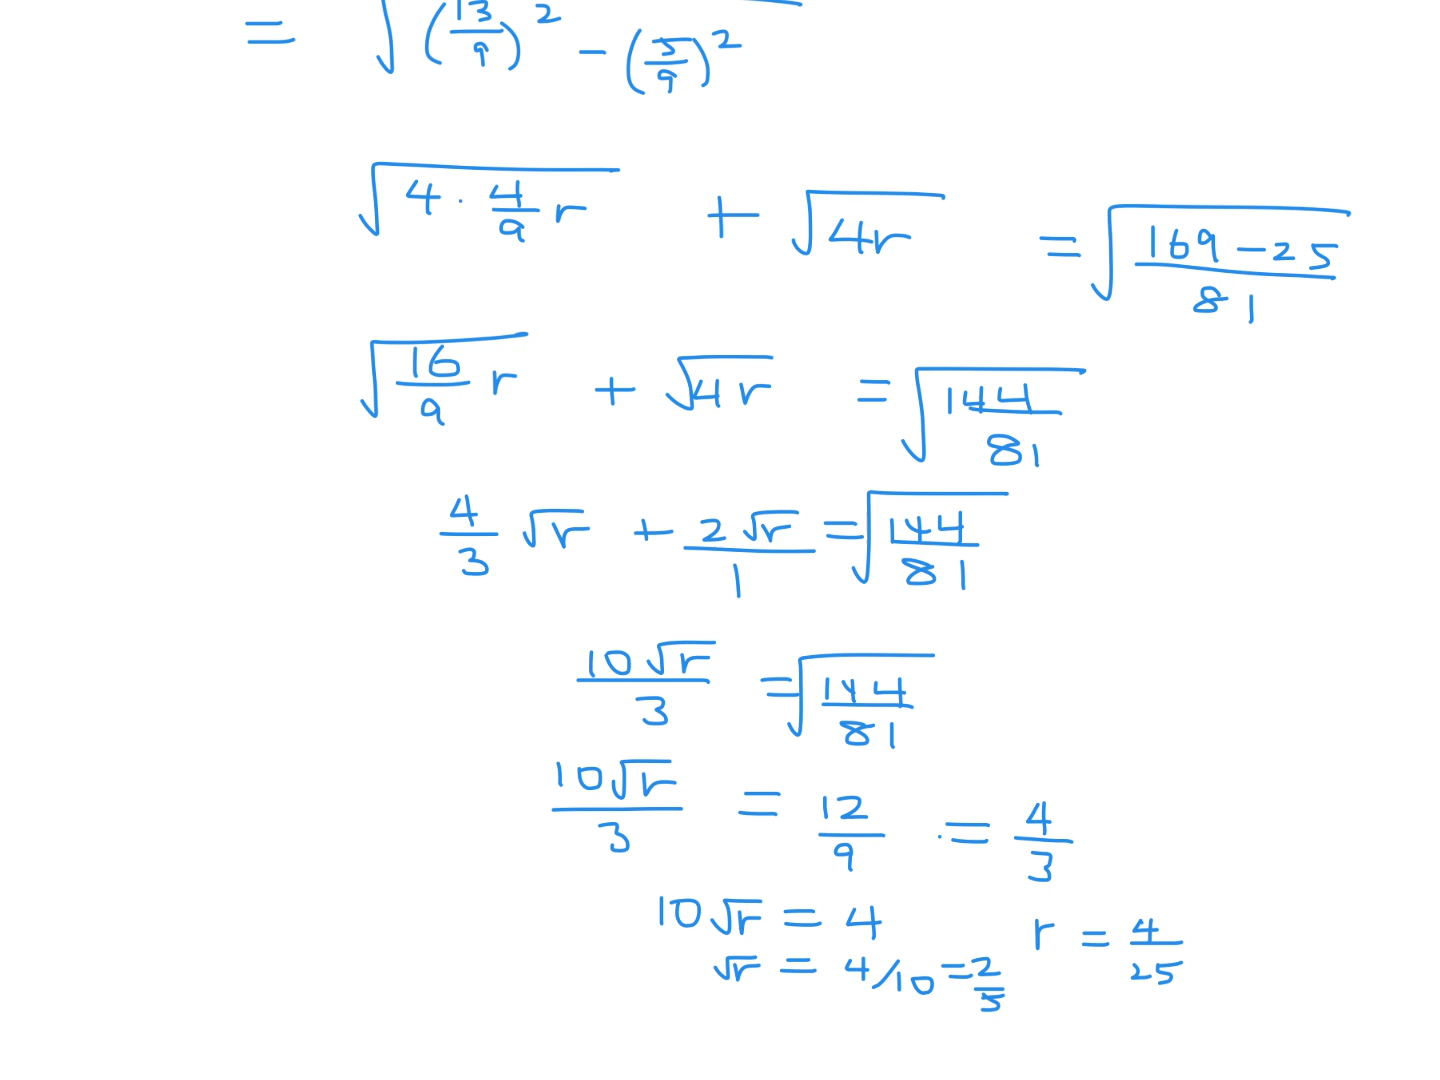 = √((13/9)² - (5/9)²)
√(4 · 4/9 r) + √(4r) = √((169 - 25)/81)
√(16/9 r) + √(4r) = √(144/81)
4/3 √r + 2√r/1 = √(144/81)
10√r/3 = √(144/81)
10√r/3 = 12/9 = 4/3
10√r = 4 r = 4/25
√r = 4/10 = 2/5